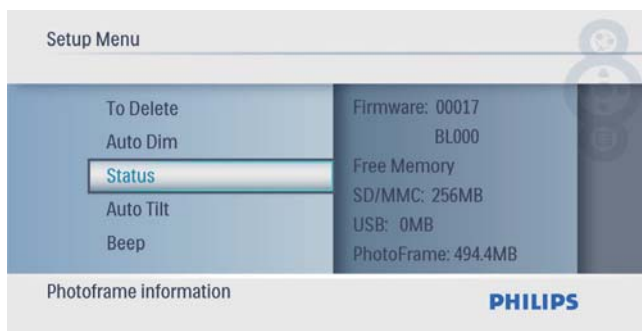 Setup Menu
To Delete
Auto Dim
Status
Auto Tilt
Beep
Firmware: 00017
BL000
Free Memory
SD/MMC: 256MB
USB: 0MB
PhotoFrame: 494.4MB
Photoframe information
PHILIPS